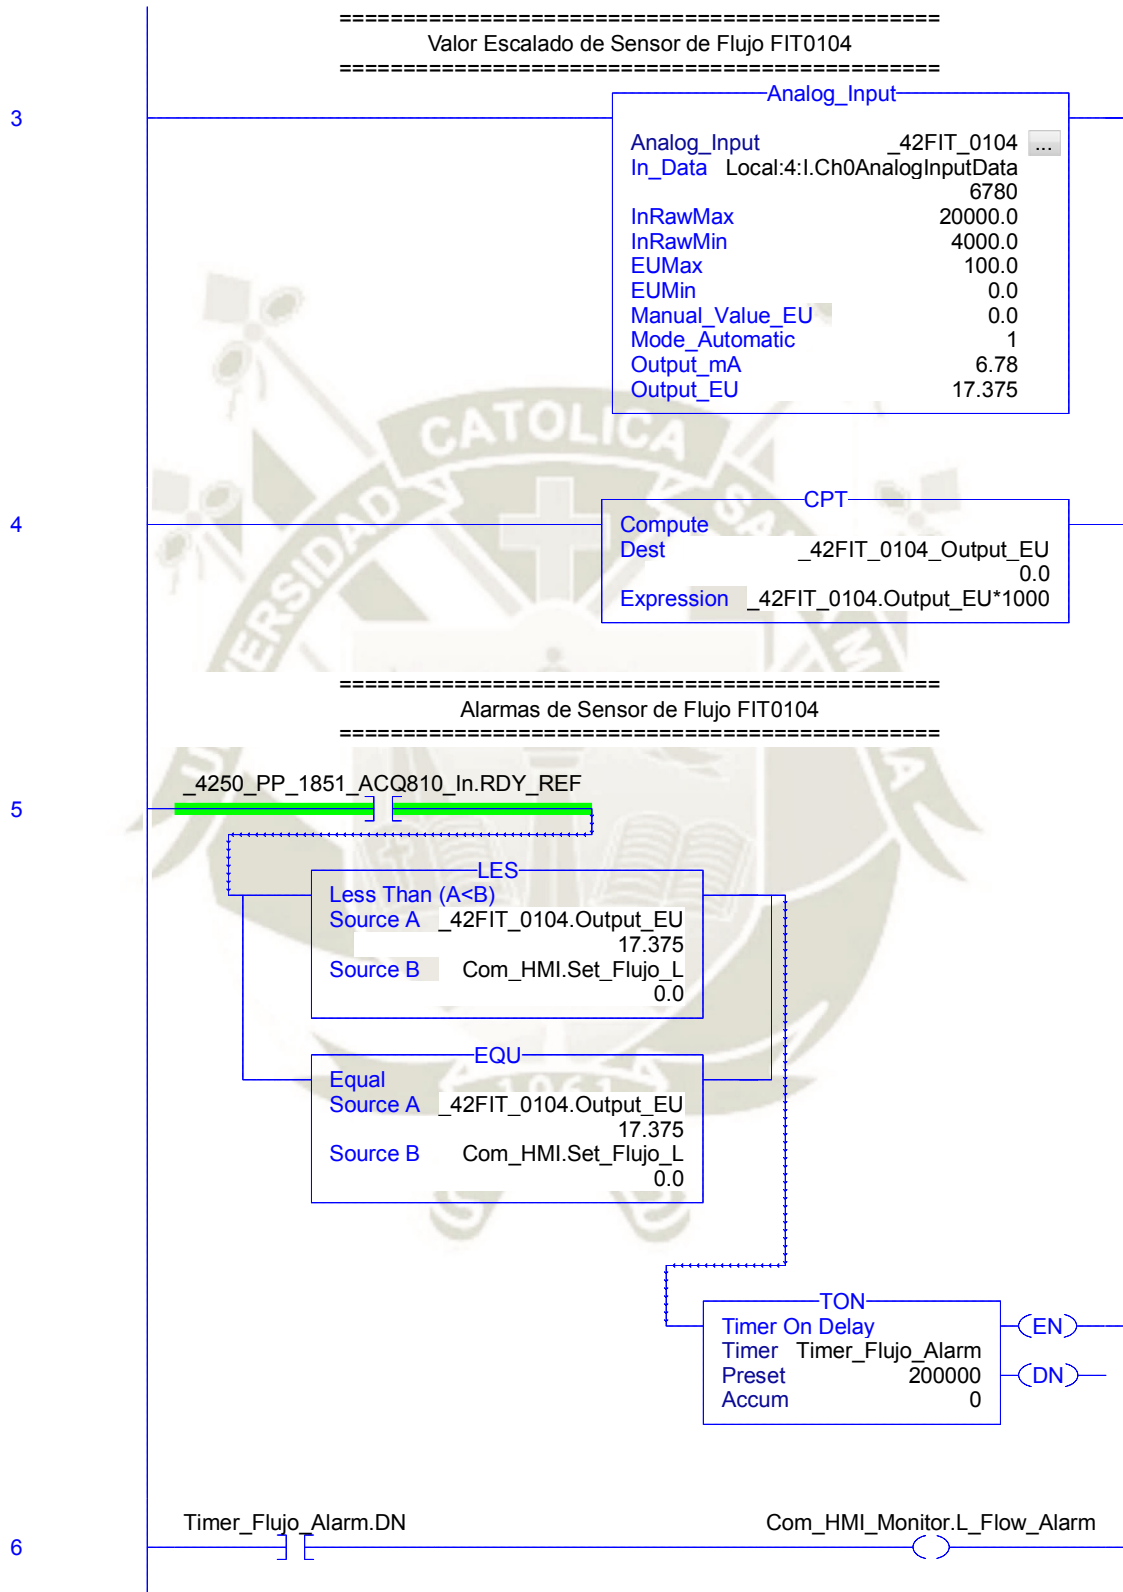 ===============================================
Valor Escalado de Sensor de Flujo FIT0104
===============================================
3
Analog_Input
Analog_Input _42FIT_0104 ...
In_Data Local:4:I.Ch0AnalogInputData
6780
InRawMax 20000.0
InRawMin 4000.0
EUMax 100.0
EUMin 0.0
Manual_Value_EU 0.0
Mode_Automatic 1
Output_mA 6.78
Output_EU 17.375
CATOLICA
UNIVERSIDAD
4
CPT
Compute
Dest _42FIT_0104_Output_EU
0.0
Expression _42FIT_0104.Output_EU*1000
===============================================
Alarmas de Sensor de Flujo FIT0104
===============================================
5
_4250_PP_1851_ACQ810_In.RDY_REF
LES
Less Than (A<B)
Source A _42FIT_0104.Output_EU
17.375
Source B Com_HMI.Set_Flujo_L
0.0
EQU
Equal
1961
Source A _42FIT_0104.Output_EU
17.375
Source B Com_HMI.Set_Flujo_L
0.0
TON
Timer On Delay
Timer Timer_Flujo_Alarm
Preset 200000
Accum 0
EN
DN
6
Timer_Flujo_Alarm.DN
Com_HMI_Monitor.L_Flow_Alarm